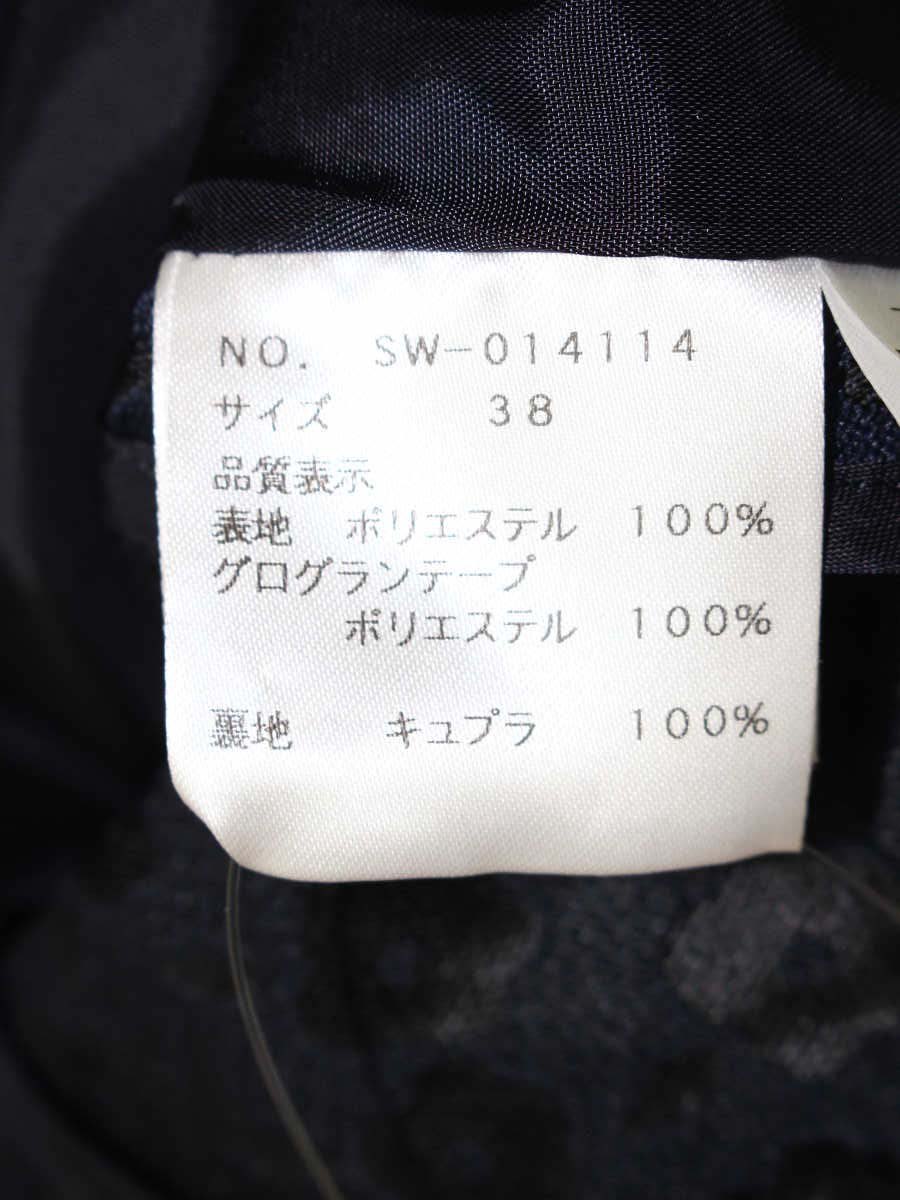 NO. SW-014114
サイズ 38
品質表示
表地 ポリエステル 100%
グログランテープ
ポリエステル 100%
裏地 キュプラ 100%